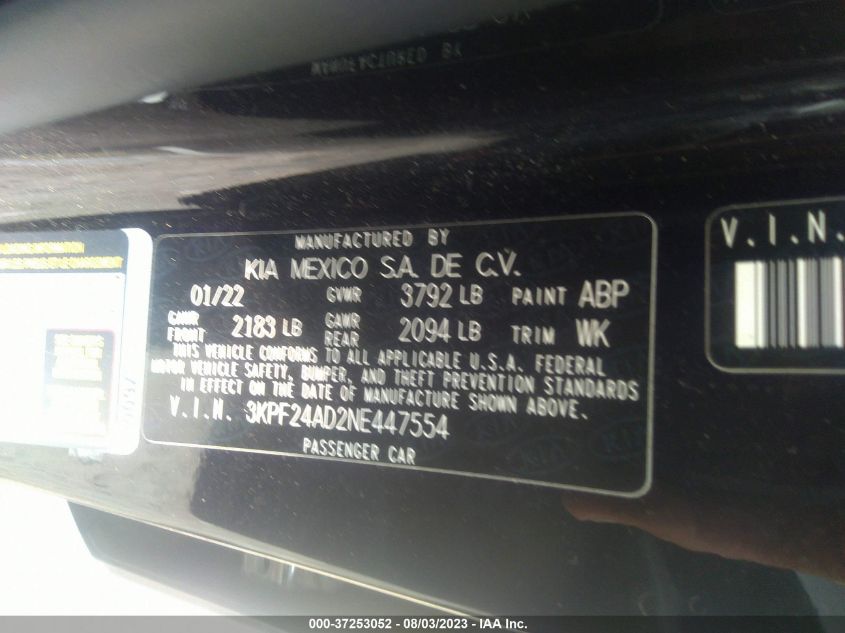 MANUFACTURED BY
KIA MEXICO S.A. DE C.V.
01/22 GVWR 3792 LB PAINT ABP
GAWR FRONT 2183 LB GAWR REAR 2094 LB TRIM WK
THIS VEHICLE CONFORMS TO ALL APPLICABLE U.S.A. FEDERAL
MOTOR VEHICLE SAFETY, BUMPER, AND THEFT PREVENTION STANDARDS
IN EFFECT ON THE DATE OF MANUFACTURE SHOWN ABOVE.
V.I.N. 3KPF24AD2NE447554
PASSENGER CAR
V.I.N.
000-37253052 - 08/03/2023 - IAA Inc.